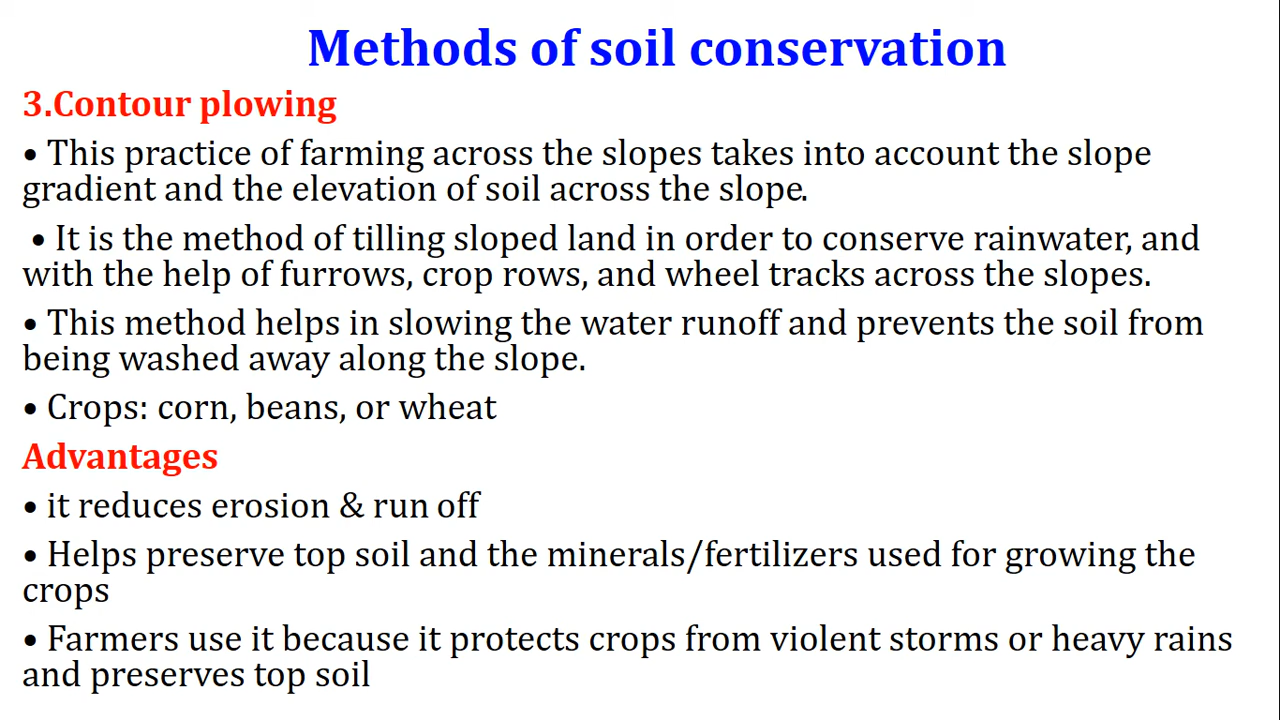 Methods of soil conservation
3.Contour plowing
• This practice of farming across the slopes takes into account the slope
gradient and the elevation of soil across the slope.
• It is the method of tilling sloped land in order to conserve rainwater, and
with the help of furrows, crop rows, and wheel tracks across the slopes.
• This method helps in slowing the water runoff and prevents the soil from
being washed away along the slope.
• Crops: corn, beans, or wheat
Advantages
• it reduces erosion & run off
• Helps preserve top soil and the minerals/fertilizers used for growing the
crops
• Farmers use it because it protects crops from violent storms or heavy rains
and preserves top soil